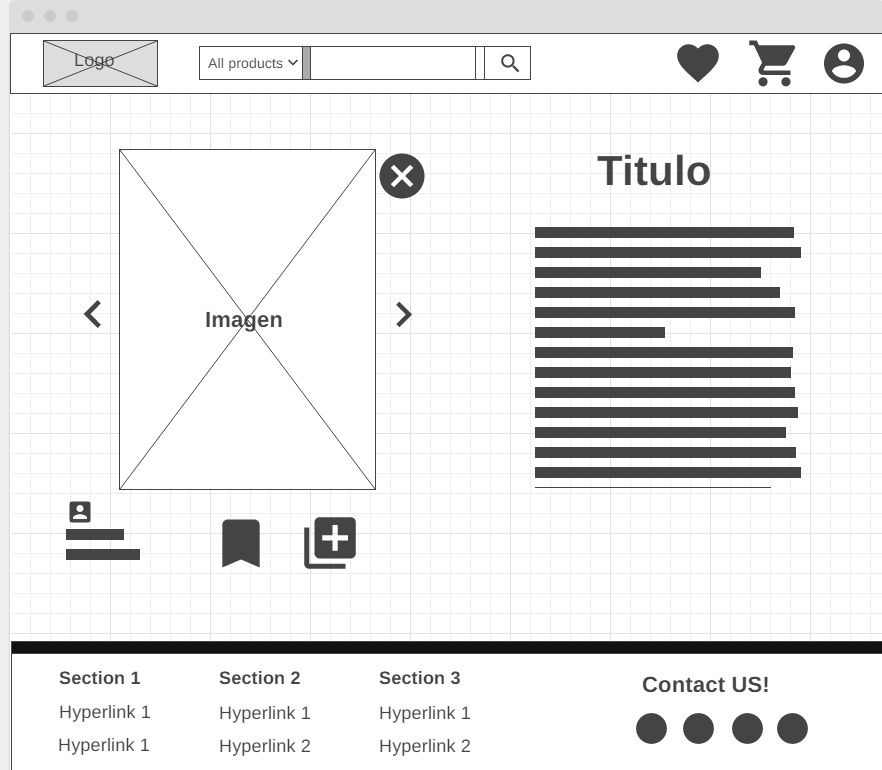 Logo
All products
Titulo
Imagen
Section 1 Section 2 Section 3
Contact US!
Hyperlink 1 Hyperlink 1 Hyperlink 1
Hyperlink 1 Hyperlink 2 Hyperlink 2